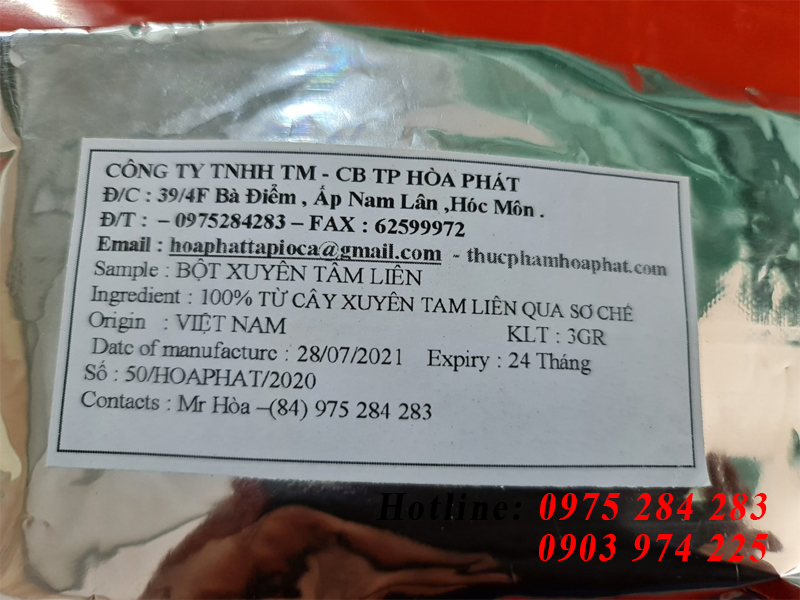 CÔNG TY TNHH TM - CB TP HÒA PHÁT
Đ/C : 39/4F Bà Điểm , Ấp Nam Lân ,Hóc Môn .
Đ/T : – 0975284283 – FAX : 62599972
Email : hoaphattapioca@gmail.com - thucphamhoaphat.com
Sample : BỘT XUYÊN TÂM LIÊN
Ingredient : 100% TỪ CÂY XUYÊN TAM LIÊN QUA SƠ CHẾ
Origin : VIỆT NAM KLT : 3GR
Date of manufacture : 28/07/2021 Expiry : 24 Tháng
Số : 50/HOAPHAT/2020
Contacts : Mr Hòa –(84) 975 284 283
Hotline: 0975 284 283
0903 974 225